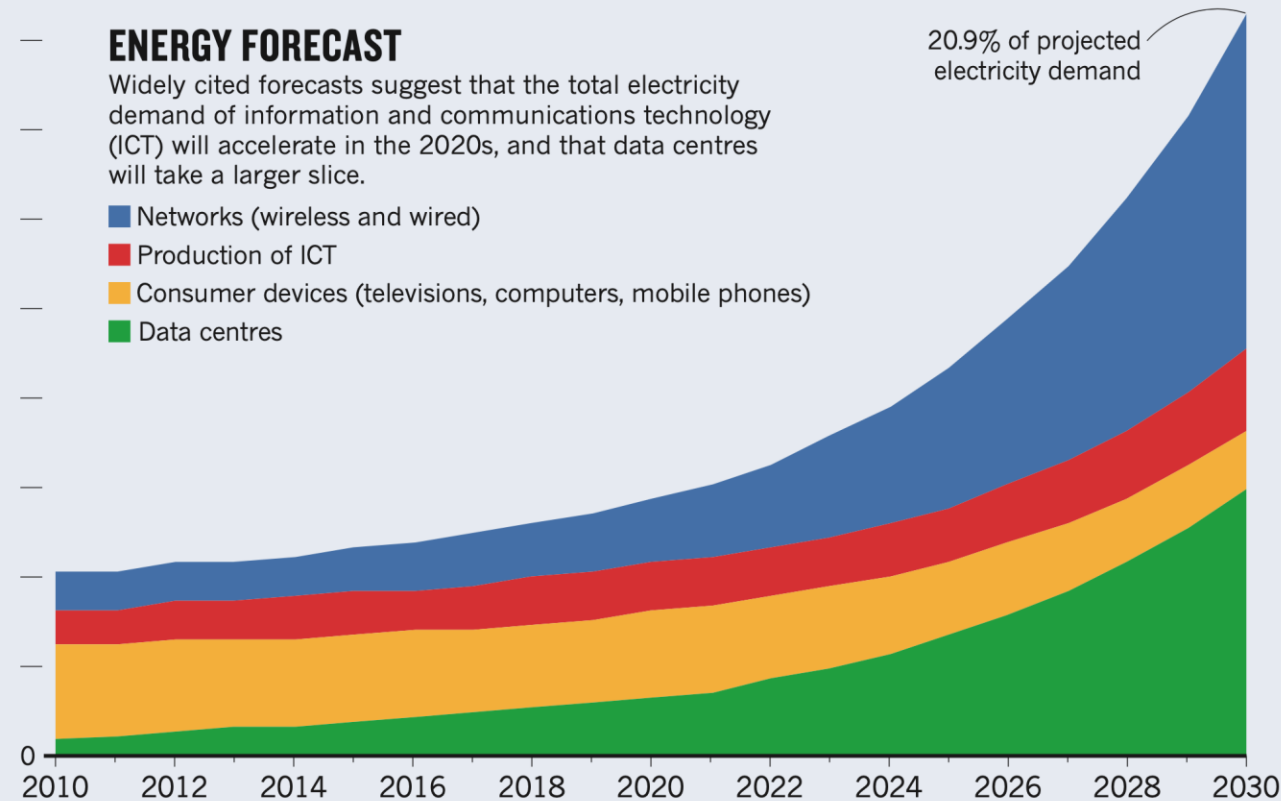 ENERGY FORECAST
Widely cited forecasts suggest that the total electricity
demand of information and communications technology
(ICT) will accelerate in the 2020s, and that data centres
will take a larger slice.
Networks (wireless and wired)
Production of ICT
Consumer devices (televisions, computers, mobile phones)
Data centres
20.9% of projected
electricity demand
0
2010 2012 2014 2016 2018 2020 2022 2024 2026 2028 2030